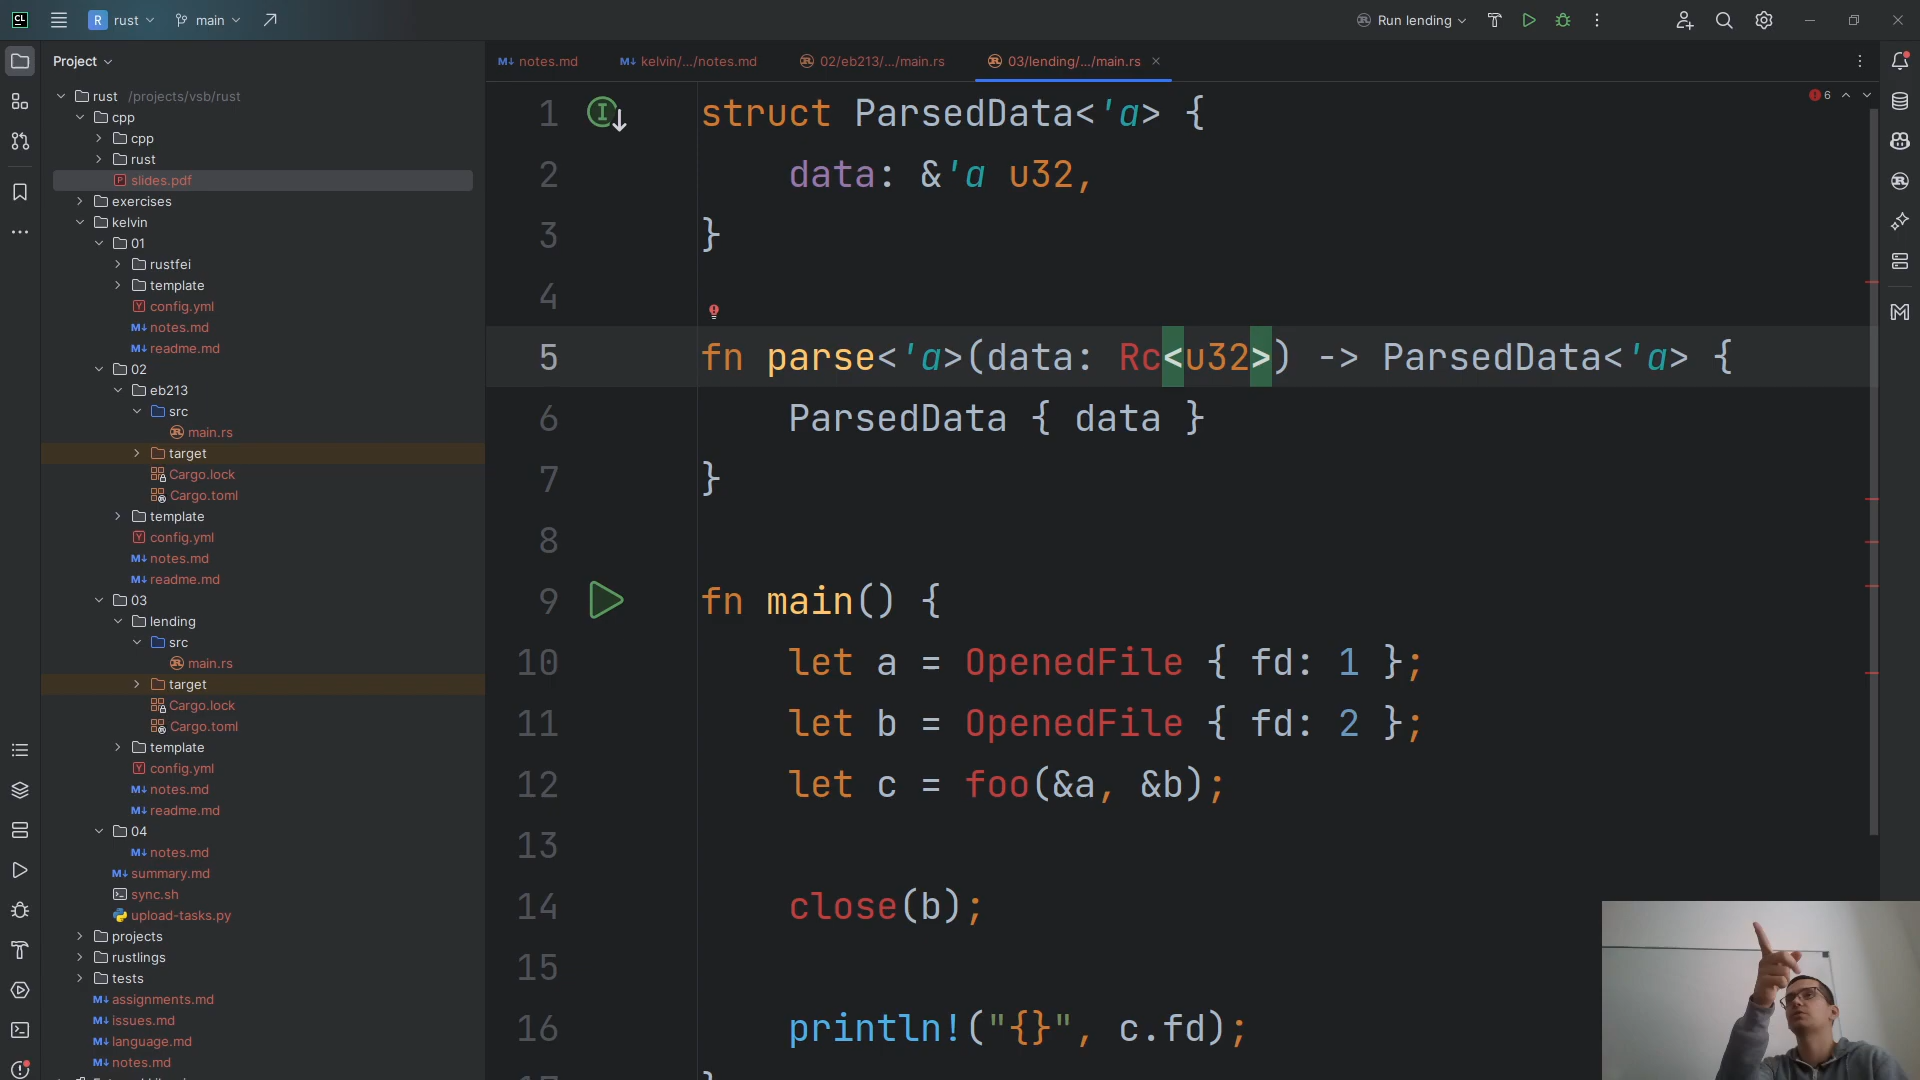 CL
R rust
main
Run lending
Project
notes.md
kelvin/.../notes.md
02/eb213/.../main.rs
03/lending/.../main.rs
rust /projects/vsb/rust
cpp
cpp
rust
slides.pdf
exercises
kelvin
01
rustfei
template
config.yml
notes.md
readme.md
02
eb213
src
main.rs
target
Cargo.lock
Cargo.toml
template
config.yml
notes.md
readme.md
03
lending
src
main.rs
target
Cargo.lock
Cargo.toml
template
config.yml
notes.md
readme.md
04
notes.md
summary.md
sync.sh
upload-tasks.py
projects
rustlings
tests
assignments.md
issues.md
language.md
notes.md
6
1 struct ParsedData<'a> {
2 data: &'a u32,
3 }
4
5 fn parse<'a>(data: Rc<u32>) -> ParsedData<'a> {
6 ParsedData { data }
7 }
8
9 fn main() {
10 let a = OpenedFile { fd: 1 };
11 let b = OpenedFile { fd: 2 };
12 let c = foo(&a, &b);
13
14 close(b);
15
16 println!("{}", c.fd);